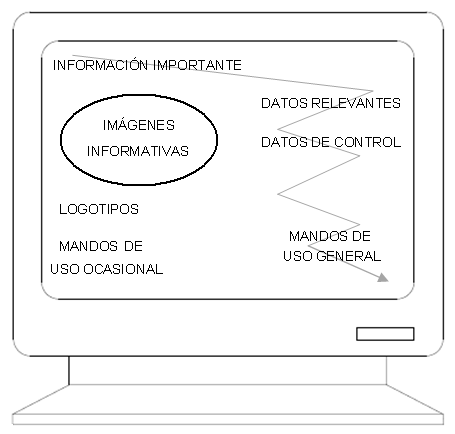 INFORMACIÓN IMPORTANTE
IMÁGENES
INFORMATIVAS
DATOS RELEVANTES
DATOS DE CONTROL
LOGOTIPOS
MANDOS DE
USO OCASIONAL
MANDOS DE
USO GENERAL